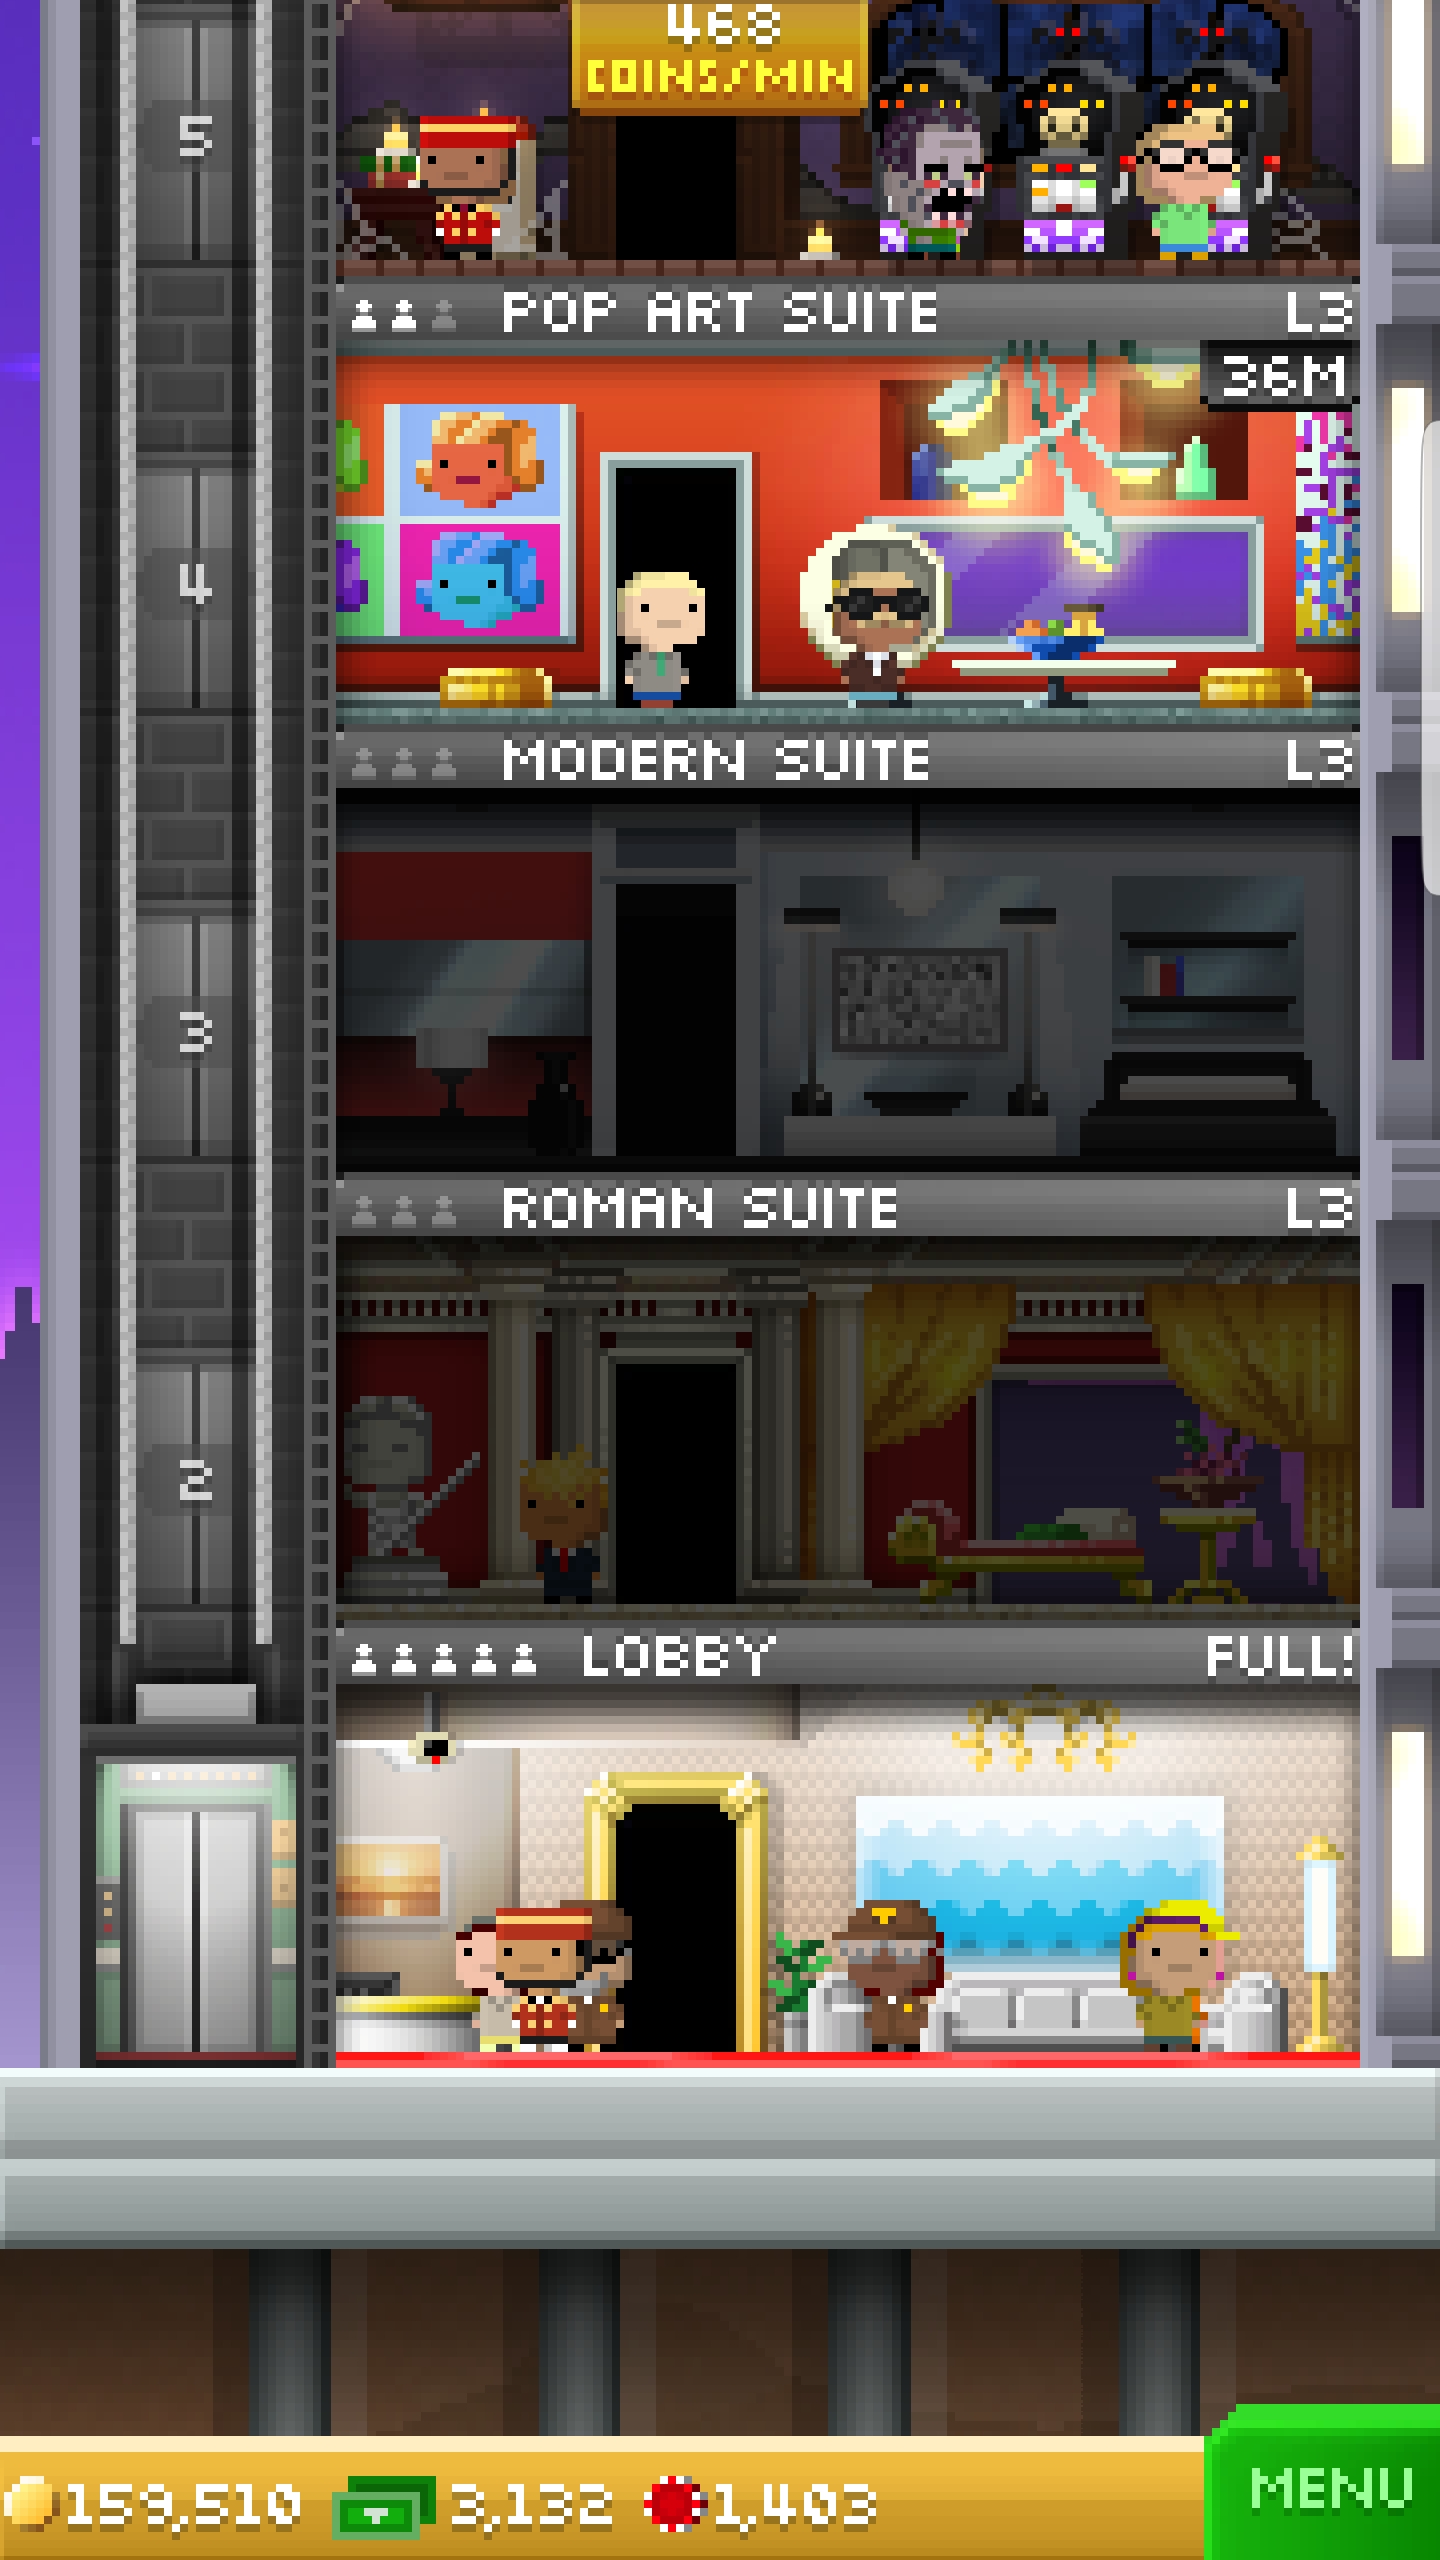 468
COINS/MIN
5
POP ART SUITE L3
36M
4
MODERN SUITE L3
3
ROMAN SUITE L3
2
LOBBY FULL!
159,510 3,132 1,403 MENU